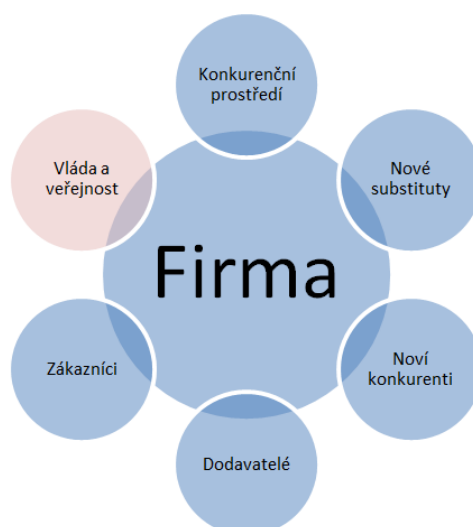 Konkurenční
prostředí
Vláda a
veřejnost
Nové
substituty
Firma
Zákazníci
Noví
konkurenti
Dodavatelé